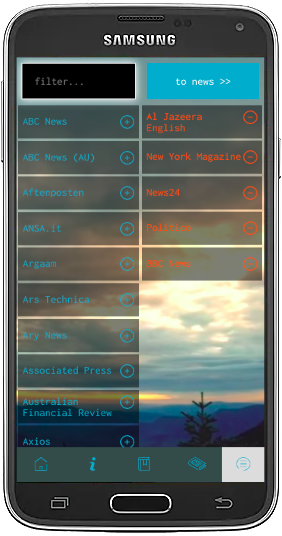 SAMSUNG
filter...
to news >>
ABC News
ABC News (AU)
Aftenposten
ANSA.it
Argaam
Ars Technica
Ary News
Associated Press
Australian
Financial Review
Axios
Al Jazeera
English
New York Magazine
News24
Politico
News